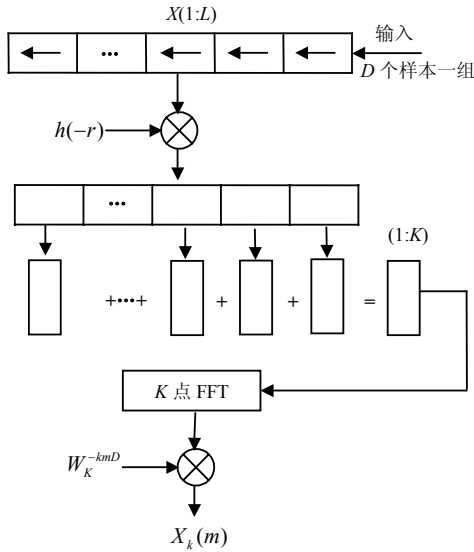 X(1:L)
输入
D 个样本一组
h(−r)
(1:K)
+•••+ + + =
K 点 FFT
W_K^{-kmD}
X_k(m)